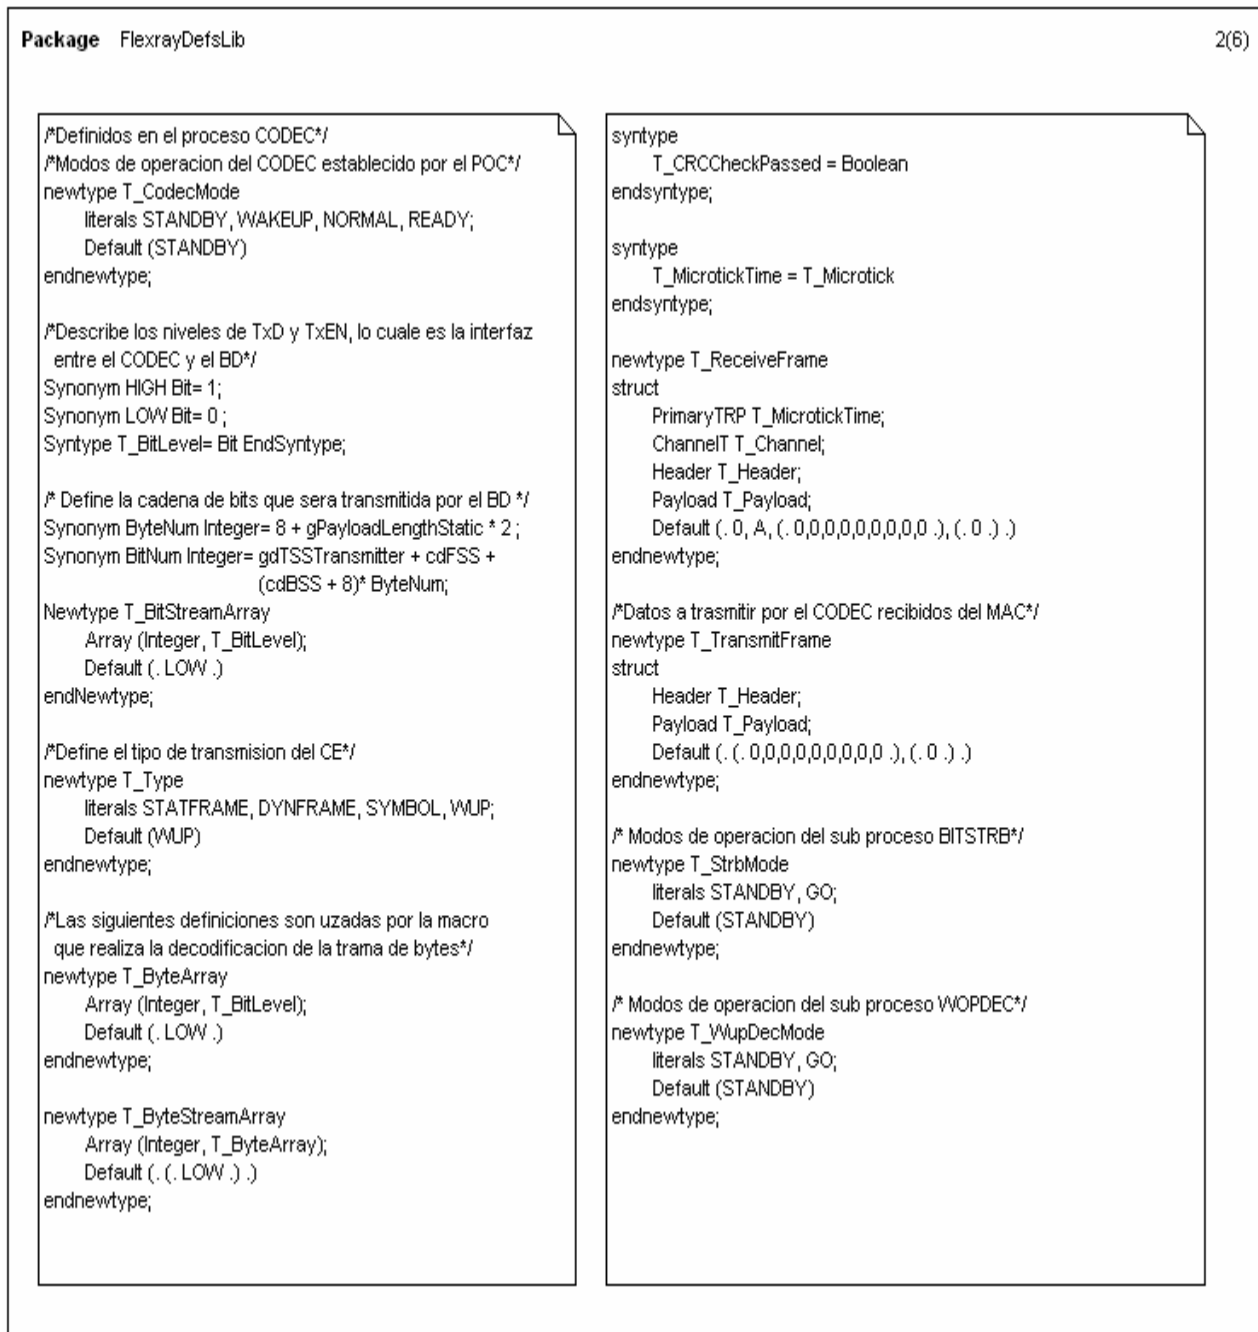 Package FlexrayDefsLib 2(6)
/*Definidos en el proceso CODEC*/
/*Modos de operacion del CODEC establecido por el POC*/
newtype T_CodecMode
literals STANDBY, WAKEUP, NORMAL, READY;
Default (STANDBY)
endnewtype;
/*Describe los niveles de TxD y TxEN, lo cuale es la interfaz
entre el CODEC y el BD*/
Synonym HIGH Bit= 1;
Synonym LOW Bit= 0 ;
Syntype T_BitLevel= Bit EndSyntype;
/* Define la cadena de bits que sera transmitida por el BD */
Synonym ByteNum Integer= 8 + gPayloadLengthStatic * 2 ;
Synonym BitNum Integer= gdTSSTransmitter + cdFSS +
(cdBSS + 8)* ByteNum;
Newtype T_BitStreamArray
Array (Integer, T_BitLevel);
Default (. LOW .)
endNewtype;
/*Define el tipo de transmision del CE*/
newtype T_Type
literals STATFRAME, DYNFRAME, SYMBOL, WUP;
Default (WUP)
endnewtype;
/*Las siguientes definiciones son uzadas por la macro
que realiza la decodificacion de la trama de bytes*/
newtype T_ByteArray
Array (Integer, T_BitLevel);
Default (. LOW .)
endnewtype;
newtype T_ByteStreamArray
Array (Integer, T_ByteArray);
Default (. (. LOW .) .)
endnewtype;
syntype
T_CRCCheckPassed = Boolean
endsyntype;
syntype
T_MicrotickTime = T_Microtick
endsyntype;
newtype T_ReceiveFrame
struct
PrimaryTRP T_MicrotickTime;
ChannelT T_Channel;
Header T_Header;
Payload T_Payload;
Default (. 0, A, (. 0,0,0,0,0,0,0,0,0 .), (. 0 .) .)
endnewtype;
/*Datos a trasmitir por el CODEC recibidos del MAC*/
newtype T_TransmitFrame
struct
Header T_Header;
Payload T_Payload;
Default (. (. 0,0,0,0,0,0,0,0,0 .), (. 0 .) .)
endnewtype;
/* Modos de operacion del sub proceso BITSTRB*/
newtype T_StrbMode
literals STANDBY, GO;
Default (STANDBY)
endnewtype;
/* Modos de operacion del sub proceso WOPDEC*/
newtype T_WupDecMode
literals STANDBY, GO;
Default (STANDBY)
endnewtype;